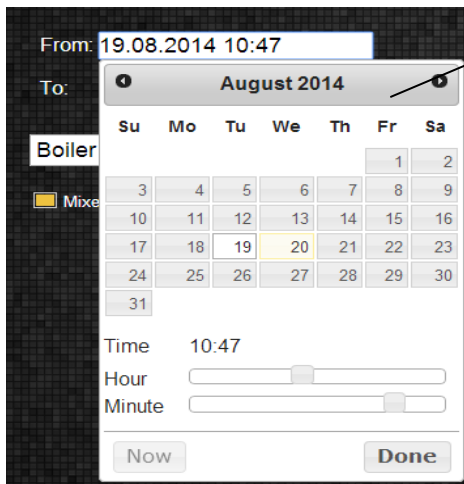 From: 19.08.2014 10:47
To:
August 2014
Su Mo Tu We Th Fr Sa
1 2
3 4 5 6 7 8 9
10 11 12 13 14 15 16
17 18 19 20 21 22 23
24 25 26 27 28 29 30
31
Boiler
Mixe
Time 10:47
Hour
Minute
Now Done